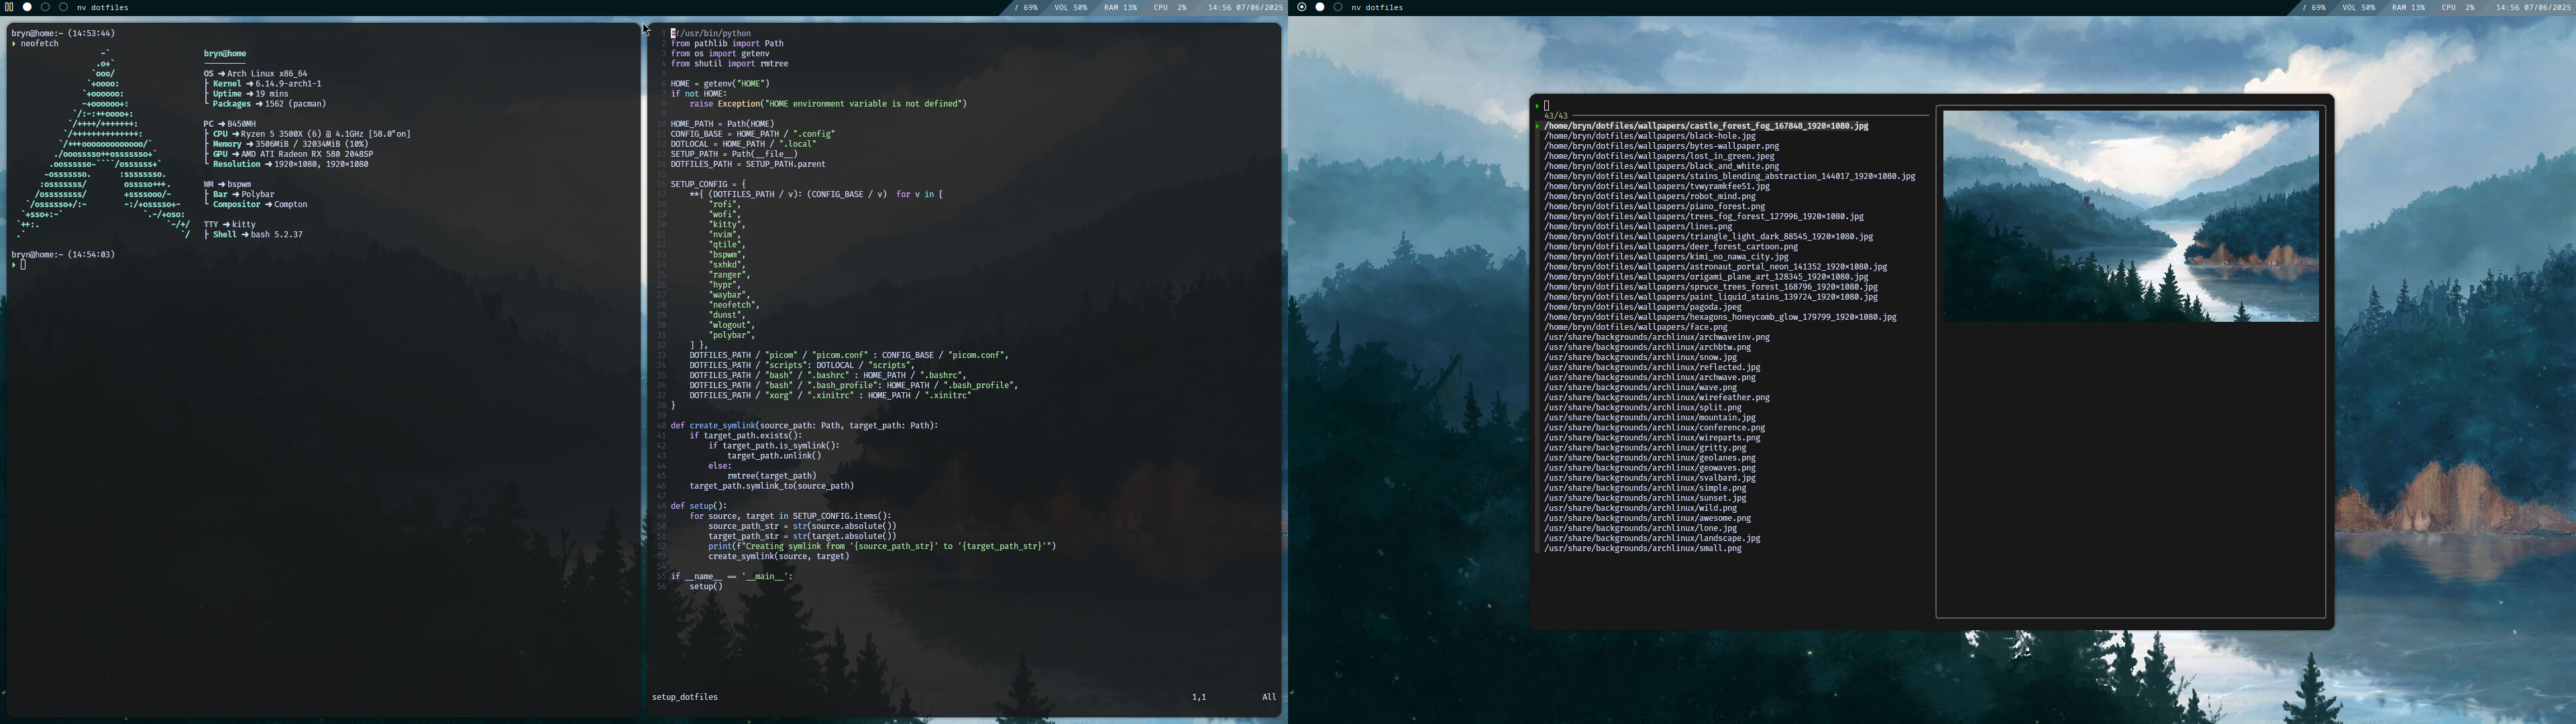 nv dotfiles
/ 69% VOL 50% RAM 13% CPU 2% 14:56 07/06/2025
bryn@home:~ (14:53:44)
neofetch
bryn@home
OS ➜ Arch Linux x86_64
├ Kernel ➜ 6.14.9-arch1-1
├ Uptime ➜ 19 mins
└ Packages ➜ 1562 (pacman)
PC ➜ B450MH
├ CPU ➜ Ryzen 5 3500X (6) @ 4.1GHz [58.0°on]
├ Memory ➜ 3506MiB / 32034MiB (10%)
├ GPU ➜ AMD ATI Radeon RX 580 2048SP
└ Resolution ➜ 1920×1080, 1920×1080
WM ➜ bspwm
├ Bar ➜ Polybar
└ Compositor ➜ Compton
TTY ➜ kitty
├ Shell ➜ bash 5.2.37
bryn@home:~ (14:54:03)
1 #!/usr/bin/python
2 from pathlib import Path
3 from os import getenv
4 from shutil import rmtree
5
6 HOME = getenv("HOME")
7 if not HOME:
8     raise Exception("HOME environment variable is not defined")
9
10 HOME_PATH = Path(HOME)
11 CONFIG_BASE = HOME_PATH / ".config"
12 DOTLOCAL = HOME_PATH / ".local"
13 SETUP_PATH = Path(__file__)
14 DOTFILES_PATH = SETUP_PATH.parent
15
16 SETUP_CONFIG = {
17     **{ (DOTFILES_PATH / v): (CONFIG_BASE / v)  for v in [
18         "rofi",
19         "wofi",
20         "kitty",
21         "nvim",
22         "qtile",
23         "bspwm",
24         "sxhkd",
25         "ranger",
26         "hypr",
27         "waybar",
28         "neofetch",
29         "dunst",
30         "wlogout",
31         "polybar",
32     ] },
33     DOTFILES_PATH / "picom" / "picom.conf" : CONFIG_BASE / "picom.conf",
34     DOTFILES_PATH / "scripts": DOTLOCAL / "scripts",
35     DOTFILES_PATH / "bash" / ".bashrc" : HOME_PATH / ".bashrc",
36     DOTFILES_PATH / "bash" / ".bash_profile": HOME_PATH / ".bash_profile",
37     DOTFILES_PATH / "xorg" / ".xinitrc" : HOME_PATH / ".xinitrc"
38 }
39
40 def create_symlink(source_path: Path, target_path: Path):
41     if target_path.exists():
42         if target_path.is_symlink():
43             target_path.unlink()
44         else:
45             rmtree(target_path)
46     target_path.symlink_to(source_path)
47
48 def setup():
49     for source, target in SETUP_CONFIG.items():
50         source_path_str = str(source.absolute())
51         target_path_str = str(target.absolute())
52         print(f"Creating symlink from '{source_path_str}' to '{target_path_str}'")
53         create_symlink(source, target)
54
55 if __name__ == '__main__':
56     setup()
setup_dotfiles 1,1 All
nv dotfiles
/ 69% VOL 50% RAM 13% CPU 2% 14:56 07/06/2025
43/43
/home/bryn/dotfiles/wallpapers/castle_forest_fog_167848_1920×1080.jpg
/home/bryn/dotfiles/wallpapers/black-hole.jpg
/home/bryn/dotfiles/wallpapers/bytes-wallpaper.png
/home/bryn/dotfiles/wallpapers/lost_in_green.jpeg
/home/bryn/dotfiles/wallpapers/black_and_white.png
/home/bryn/dotfiles/wallpapers/stains_blending_abstraction_144017_1920×1080.jpg
/home/bryn/dotfiles/wallpapers/tvwyramkfee51.jpg
/home/bryn/dotfiles/wallpapers/robot_mind.png
/home/bryn/dotfiles/wallpapers/piano_forest.png
/home/bryn/dotfiles/wallpapers/trees_fog_forest_127996_1920×1080.jpg
/home/bryn/dotfiles/wallpapers/lines.png
/home/bryn/dotfiles/wallpapers/triangle_light_dark_88545_1920×1080.jpg
/home/bryn/dotfiles/wallpapers/deer_forest_cartoon.png
/home/bryn/dotfiles/wallpapers/kimi_no_nawa_city.jpg
/home/bryn/dotfiles/wallpapers/astronaut_portal_neon_141352_1920×1080.jpg
/home/bryn/dotfiles/wallpapers/origami_plane_art_128345_1920×1080.jpg
/home/bryn/dotfiles/wallpapers/spruce_trees_forest_168796_1920×1080.jpg
/home/bryn/dotfiles/wallpapers/paint_liquid_stains_139724_1920×1080.jpg
/home/bryn/dotfiles/wallpapers/pagoda.jpeg
/home/bryn/dotfiles/wallpapers/hexagons_honeycomb_glow_179799_1920×1080.jpg
/home/bryn/dotfiles/wallpapers/face.png
/usr/share/backgrounds/archlinux/archwaveinv.png
/usr/share/backgrounds/archlinux/archbtw.png
/usr/share/backgrounds/archlinux/snow.jpg
/usr/share/backgrounds/archlinux/reflected.jpg
/usr/share/backgrounds/archlinux/archwave.png
/usr/share/backgrounds/archlinux/wave.png
/usr/share/backgrounds/archlinux/wirefeather.png
/usr/share/backgrounds/archlinux/split.png
/usr/share/backgrounds/archlinux/mountain.jpg
/usr/share/backgrounds/archlinux/conference.png
/usr/share/backgrounds/archlinux/wireparts.png
/usr/share/backgrounds/archlinux/gritty.png
/usr/share/backgrounds/archlinux/geolanes.png
/usr/share/backgrounds/archlinux/geowaves.png
/usr/share/backgrounds/archlinux/svalbard.jpg
/usr/share/backgrounds/archlinux/simple.png
/usr/share/backgrounds/archlinux/sunset.jpg
/usr/share/backgrounds/archlinux/wild.png
/usr/share/backgrounds/archlinux/awesome.png
/usr/share/backgrounds/archlinux/lone.jpg
/usr/share/backgrounds/archlinux/landscape.jpg
/usr/share/backgrounds/archlinux/small.png